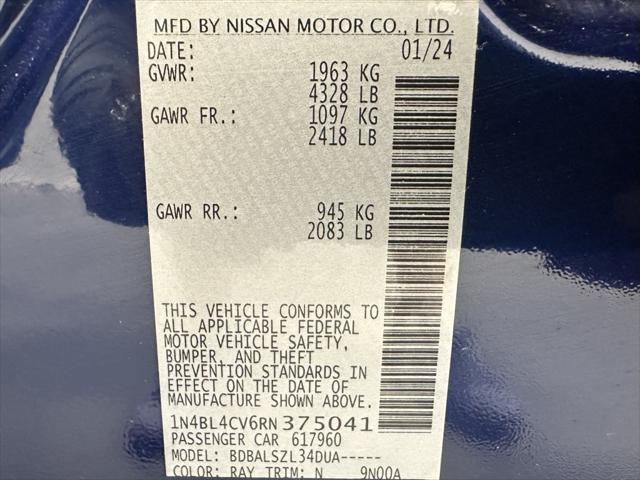 MFD BY NISSAN MOTOR CO., LTD.
DATE: 01/24
GVWR: 1963 KG
4328 LB
GAWR FR.: 1097 KG
2418 LB
GAWR RR.: 945 KG
2083 LB
THIS VEHICLE CONFORMS TO
ALL APPLICABLE FEDERAL
MOTOR VEHICLE SAFETY,
BUMPER, AND THEFT
PREVENTION STANDARDS IN
EFFECT ON THE DATE OF
MANUFACTURE SHOWN ABOVE.
1N4BL4CV6RN375041
PASSENGER CAR 617960
MODEL: BDBALSZL34DUA-----
COLOR: RAY TRIM: N 9N00A